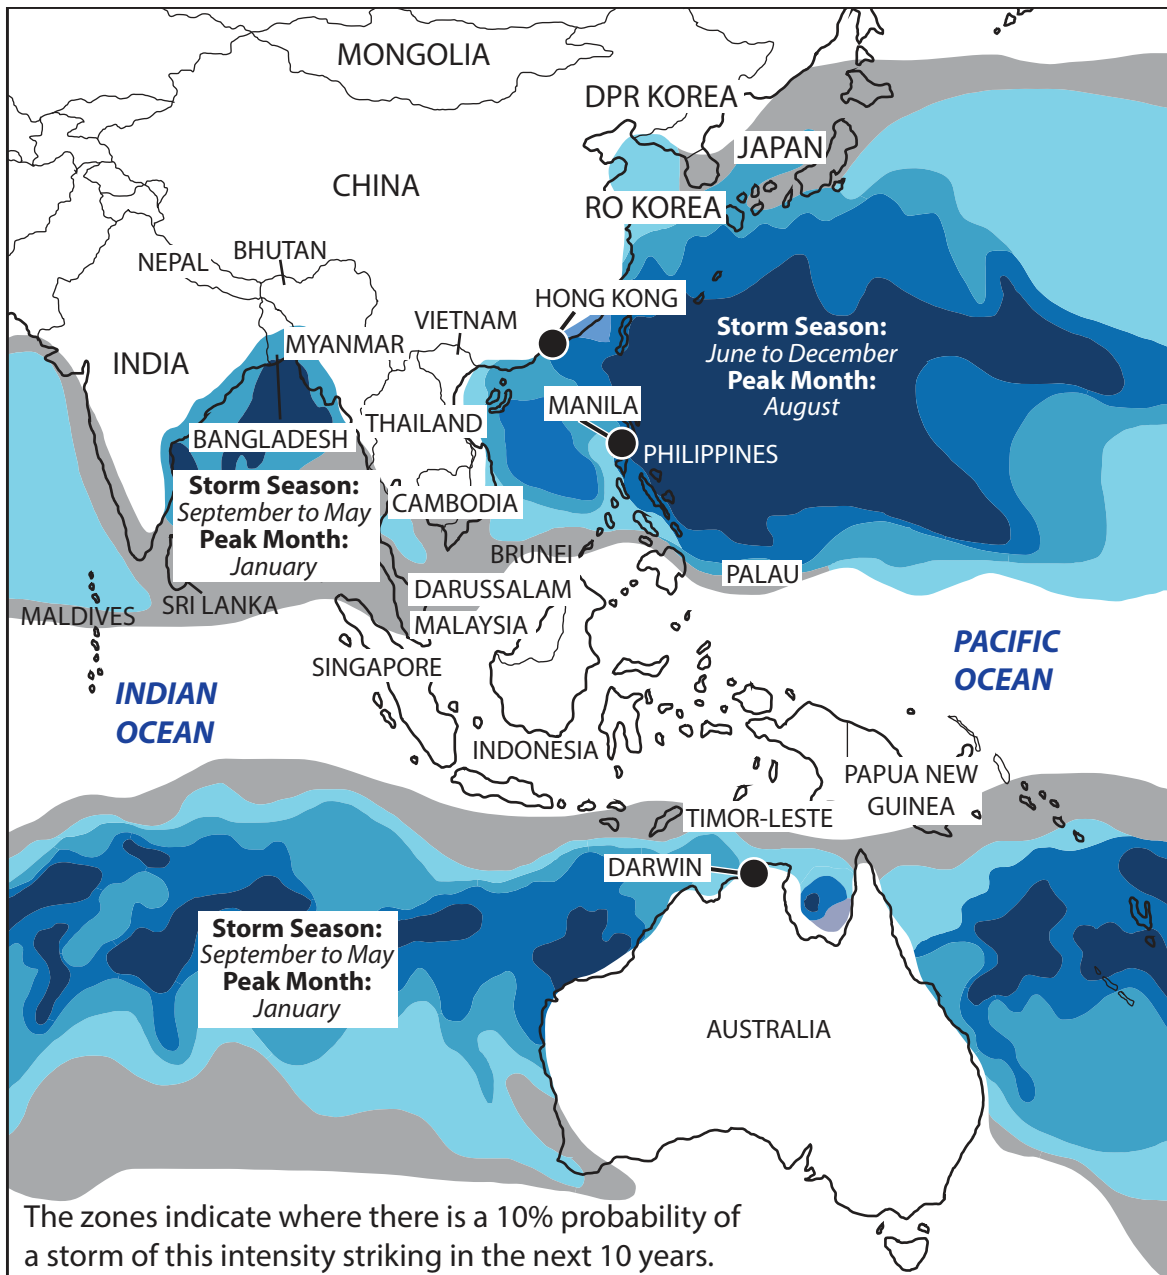 MONGOLIA
DPR KOREA
JAPAN
CHINA
RO KOREA
BHUTAN
NEPAL
HONG KONG
VIETNAM
MYANMAR
INDIA
Storm Season:
June to December
Peak Month:
August
MANILA
THAILAND
BANGLADESH
PHILIPPINES
Storm Season:
September to May
Peak Month:
January
CAMBODIA
BRUNEI
DARUSSALAM
PALAU
MALDIVES
SRI LANKA
MALAYSIA
SINGAPORE
PACIFIC
OCEAN
INDIAN
OCEAN
INDONESIA
PAPUA NEW
GUINEA
TIMOR-LESTE
DARWIN
Storm Season:
September to May
Peak Month:
January
AUSTRALIA
The zones indicate where there is a 10% probability of
a storm of this intensity striking in the next 10 years.